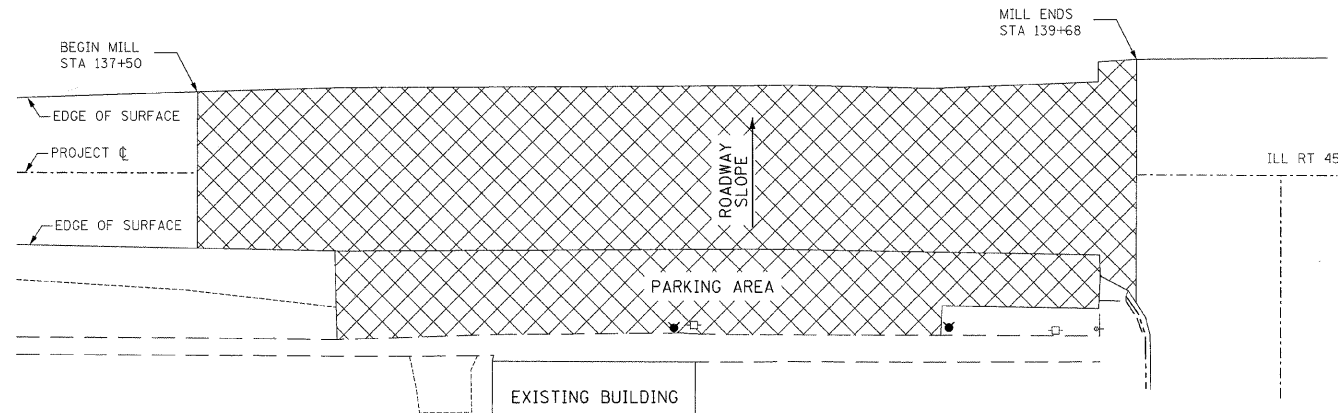 MILL ENDS
STA 139+68
BEGIN MILL
STA 137+50
EDGE OF SURFACE
PROJECT ℄
ILL RT 45
ROADWAY
SLOPE
EDGE OF SURFACE
PARKING AREA
EXISTING BUILDING